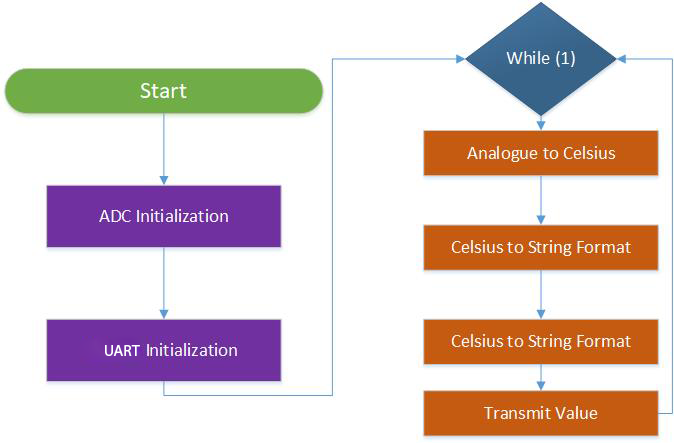 Start
ADC Initialization
UART Initialization
While (1)
Analogue to Celsius
Celsius to String Format
Celsius to String Format
Transmit Value